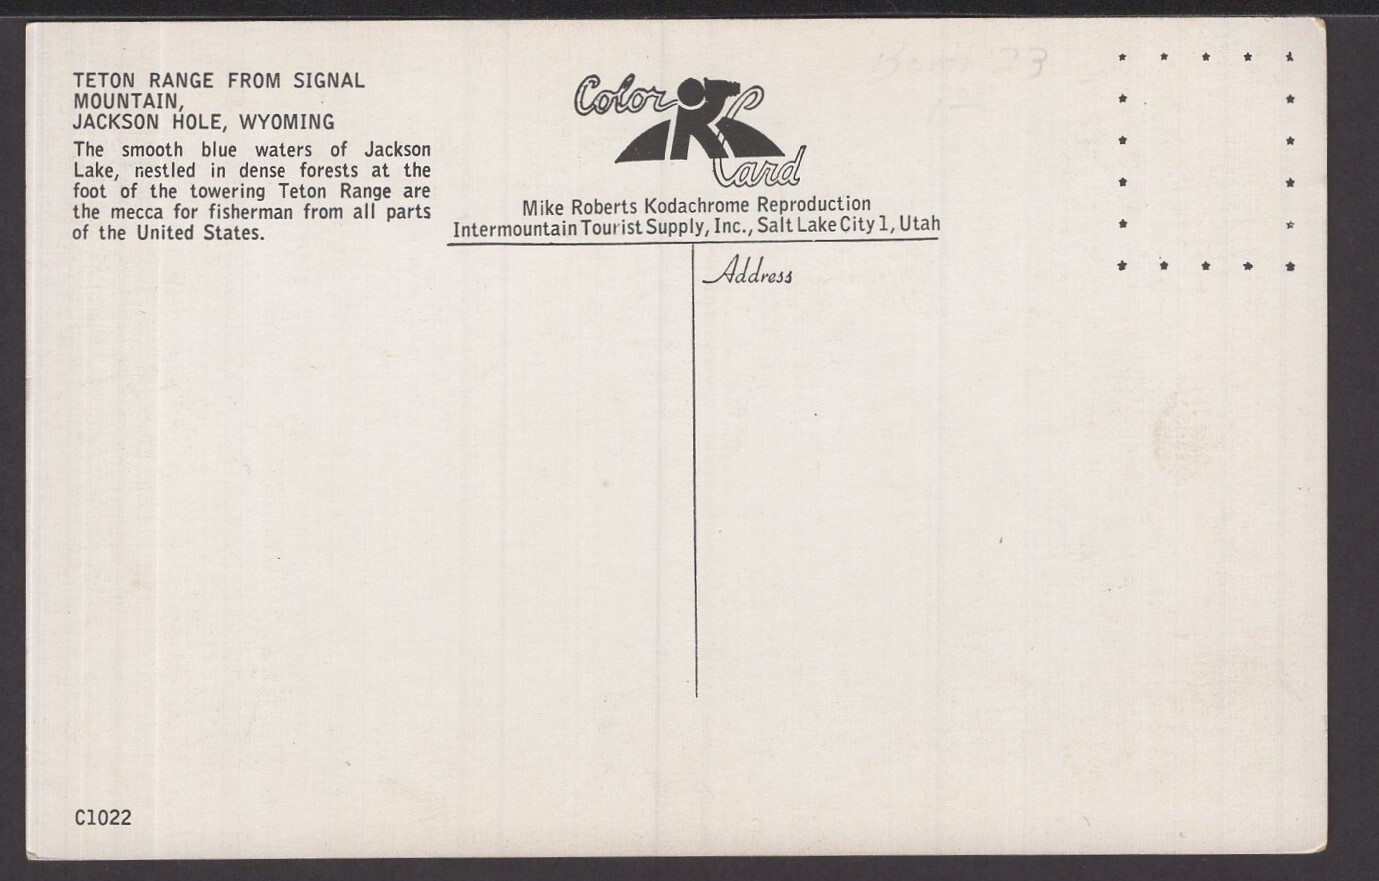 TETON RANGE FROM SIGNAL
MOUNTAIN,
JACKSON HOLE, WYOMING
The smooth blue waters of Jackson
Lake, nestled in dense forests at the
foot of the towering Teton Range are
the mecca for fisherman from all parts
of the United States.
Color
Card
Mike Roberts Kodachrome Reproduction
Intermountain Tourist Supply, Inc., Salt Lake City 1, Utah
Address
C1022